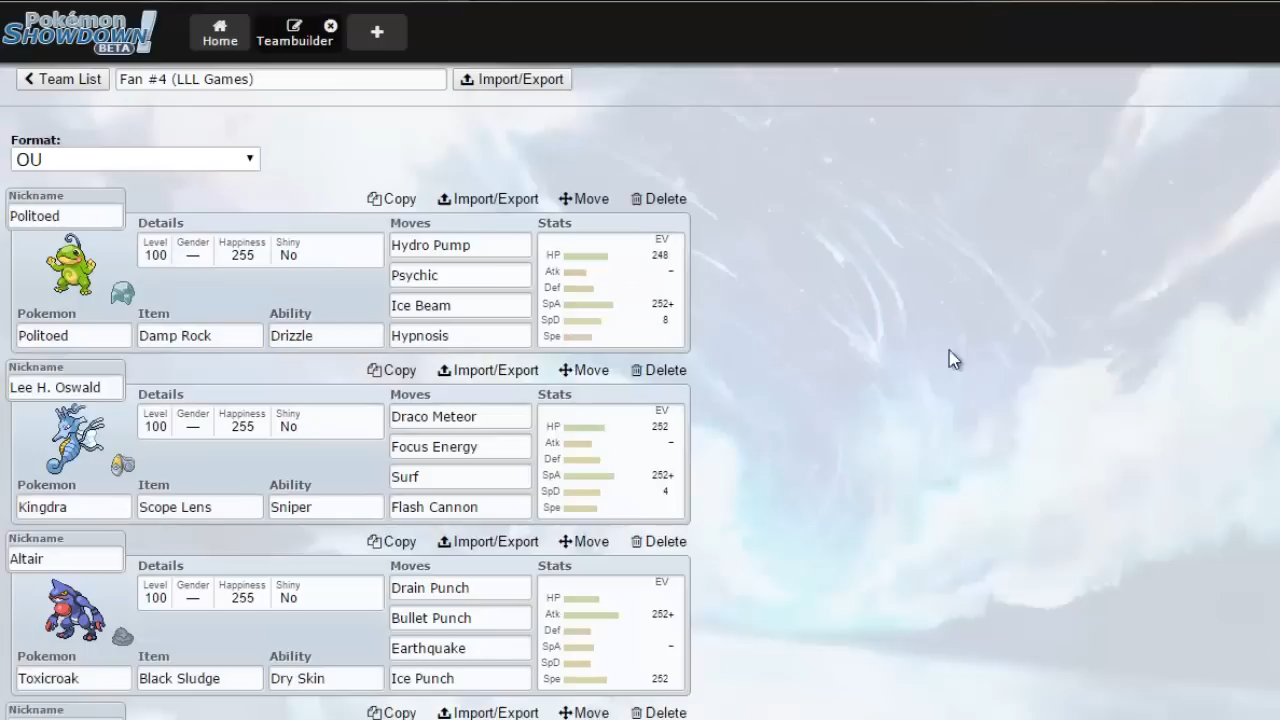 Pokémon
SHOWDOWN!
BETA
Home
Teambuilder
Team List
Fan #4 (LLL Games)
Import/Export
Format:
OU
Nickname
Politoed
Copy Import/Export Move Delete
Details
Level Gender Happiness Shiny
100 — 255 No
Pokemon Item Ability
Politoed Damp Rock Drizzle
Moves
Hydro Pump
Psychic
Ice Beam
Hypnosis
Stats
EV
HP 248
Atk –
Def
SpA 252+
SpD 8
Spe
Nickname
Lee H. Oswald
Copy Import/Export Move Delete
Details
Level Gender Happiness Shiny
100 — 255 No
Pokemon Item Ability
Kingdra Scope Lens Sniper
Moves
Draco Meteor
Focus Energy
Surf
Flash Cannon
Stats
EV
HP 252
Atk –
Def
SpA 252+
SpD 4
Spe
Nickname
Altair
Copy Import/Export Move Delete
Details
Level Gender Happiness Shiny
100 — 255 No
Pokemon Item Ability
Toxicroak Black Sludge Dry Skin
Moves
Drain Punch
Bullet Punch
Earthquake
Ice Punch
Stats
EV
HP
Atk 252+
Def
SpA –
SpD
Spe 252
Nickname
Copy Import/Export Move Delete